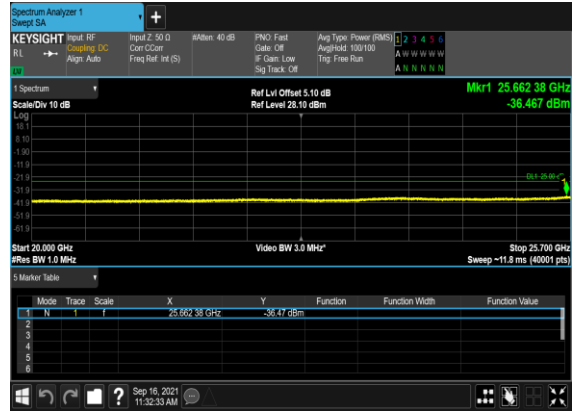 Spectrum Analyzer 1
Swept SA
+
KEYSIGHT Input: RF Input Z: 50 Ω #Atten: 40 dB PNO: Fast Avg Type: Power (RMS) 1 2 3 4 5 6
RL Coupling: DC Corr CCorr Gate: Off Avg|Hold: 100/100 A W W W W W
Align: Auto Freq Ref: Int (S) IF Gain: Low Trig: Free Run
Sig Track: Off A N N N N N
1 Spectrum Ref Lvl Offset 5.10 dB Mkr1 25.662 38 GHz
Scale/Div 10 dB Ref Level 28.10 dBm -36.467 dBm
Log
18.1
8.10
-1.90
-11.9
-21.9
-31.9
-41.9
-51.9
-61.9
Start 20.000 GHz Video BW 3.0 MHz* Stop 25.700 GHz
#Res BW 1.0 MHz Sweep ~11.8 ms (40001 pts)
5 Marker Table
Mode Trace Scale X Y Function Function Width Function Value
1 N 1 f 25.662 38 GHz -36.47 dBm
2
3
4
5
6
? Sep 16, 2021
11:32:33 AM